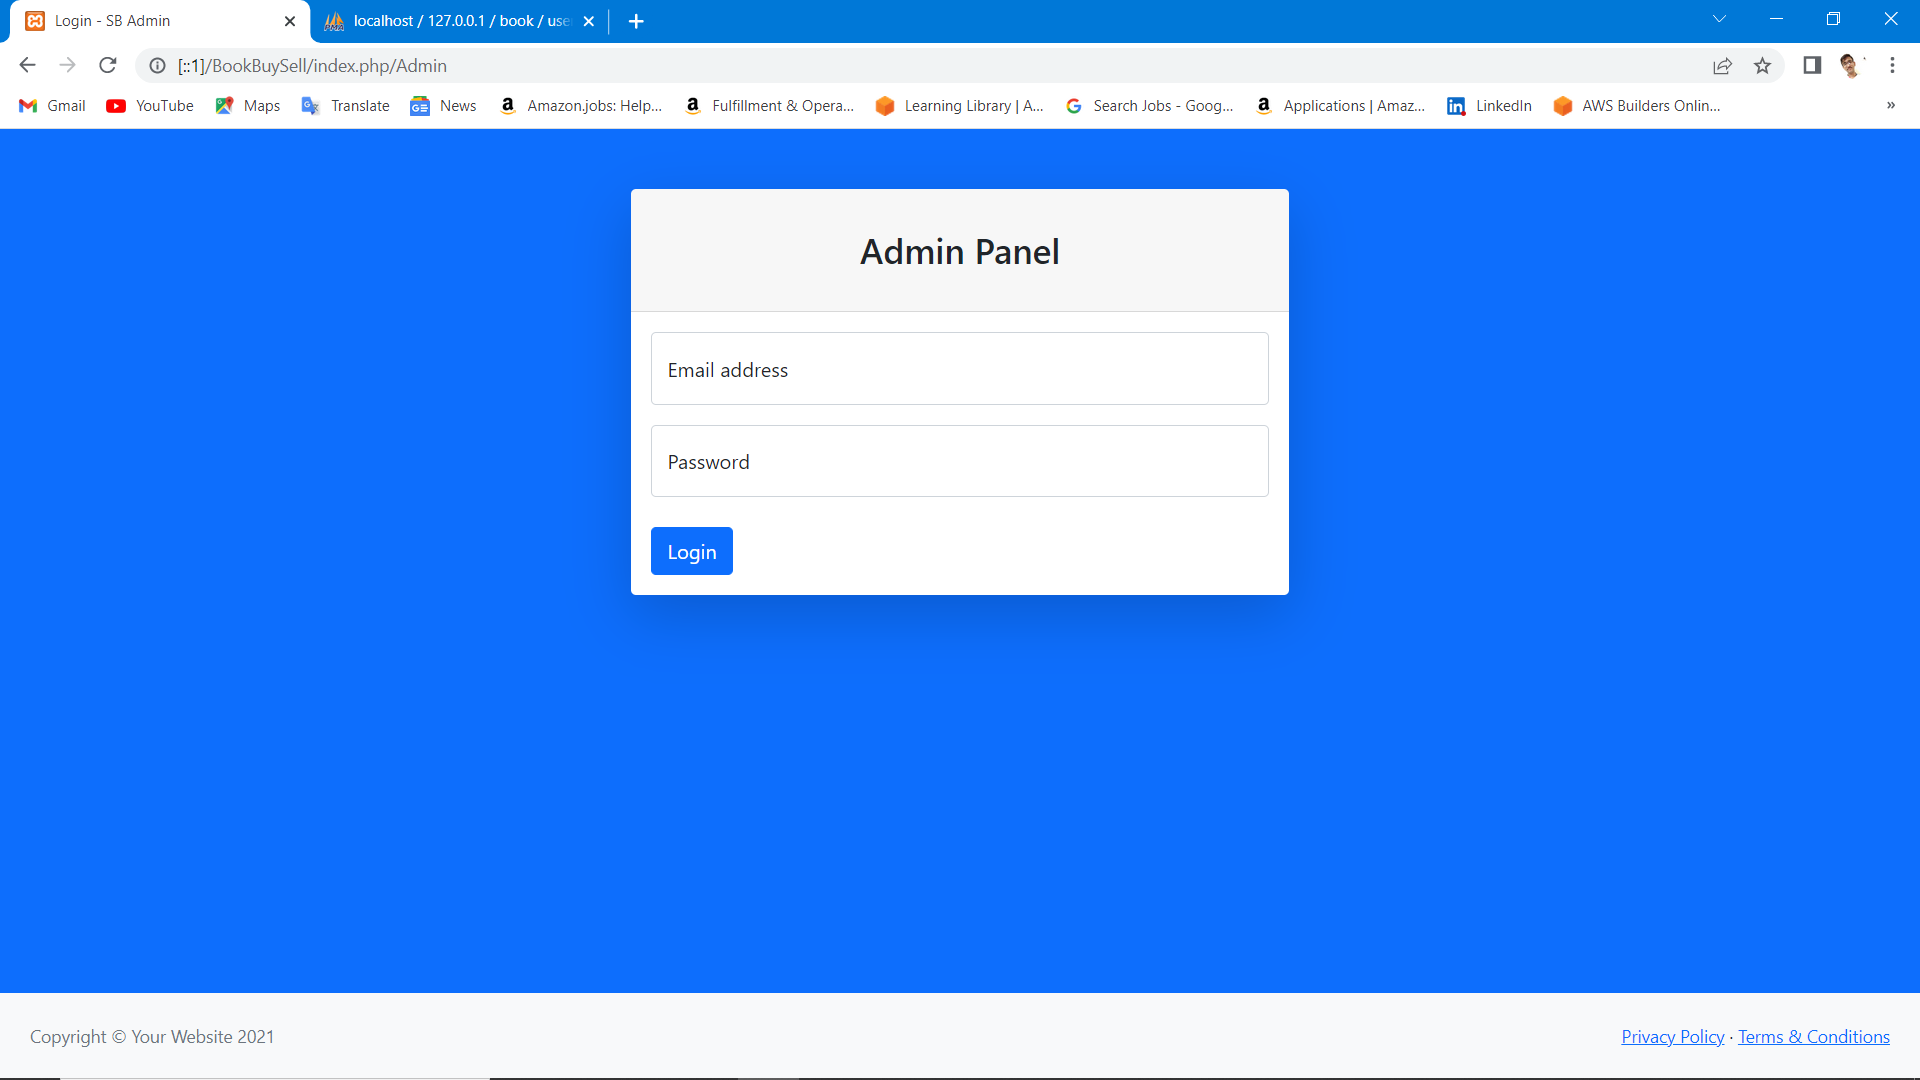 Login - SB Admin
localhost / 127.0.0.1 / book / use
[::1]/BookBuySell/index.php/Admin
Gmail
YouTube
Maps
Translate
News
Amazon.jobs: Help...
Fulfillment & Opera...
Learning Library | A...
Search Jobs - Goog...
Applications | Amaz...
LinkedIn
AWS Builders Onlin...
Admin Panel
Email address
Password
Login
Copyright © Your Website 2021
Privacy Policy · Terms & Conditions